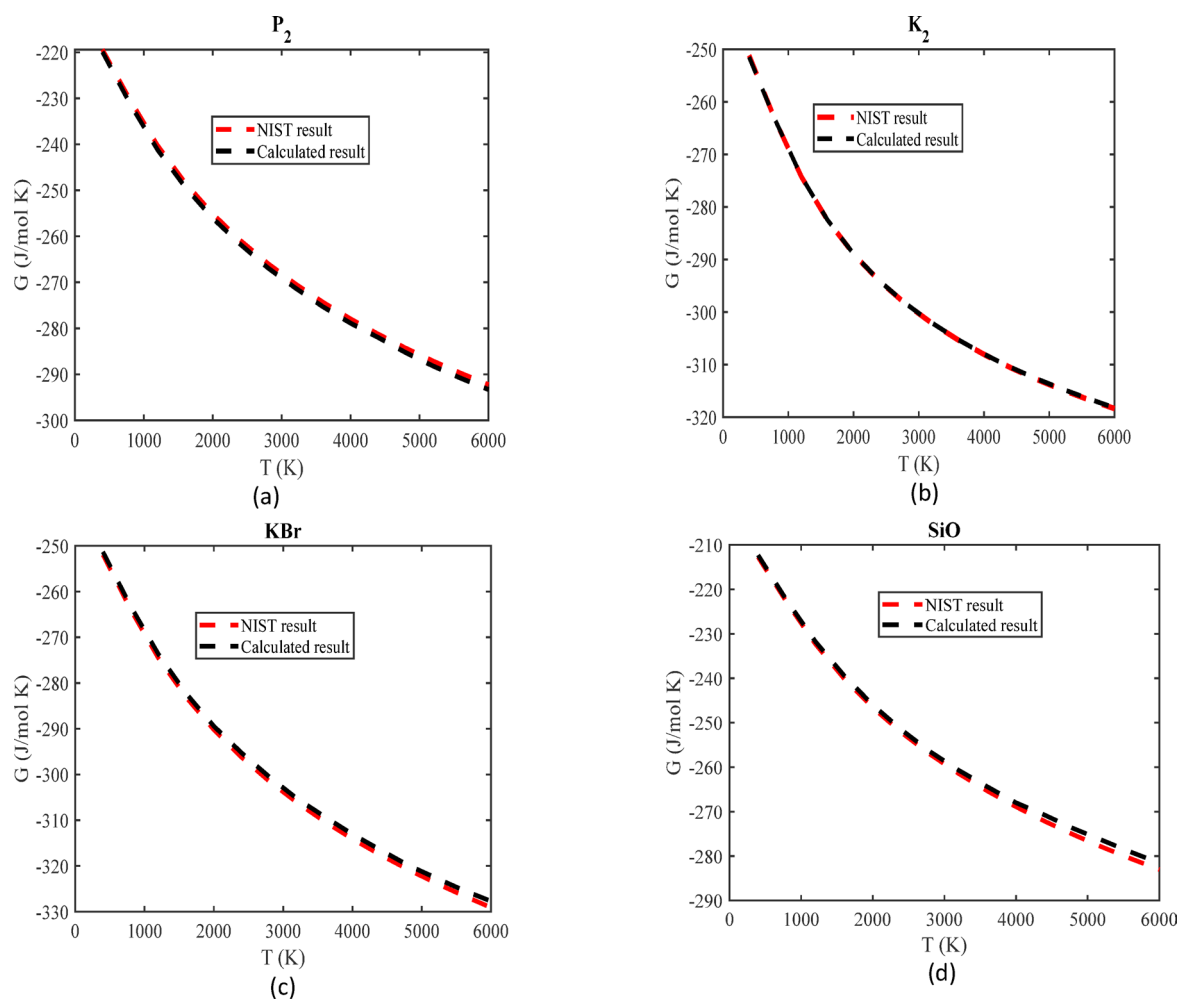 P2
-220
-230
-240
-250
-260
-270
-280
-290
-300
G (J/mol K)
NIST result
Calculated result
0 1000 2000 3000 4000 5000 6000
T (K)
(a)
K2
-250
-260
-270
-280
-290
-300
-310
-320
G (J/mol K)
NIST result
Calculated result
0 1000 2000 3000 4000 5000 6000
T (K)
(b)
KBr
-250
-260
-270
-280
-290
-300
-310
-320
-330
G (J/mol K)
NIST result
Calculated result
0 1000 2000 3000 4000 5000 6000
T (K)
(c)
SiO
-210
-220
-230
-240
-250
-260
-270
-280
-290
G (J/mol K)
NIST result
Calculated result
0 1000 2000 3000 4000 5000 6000
T (K)
(d)